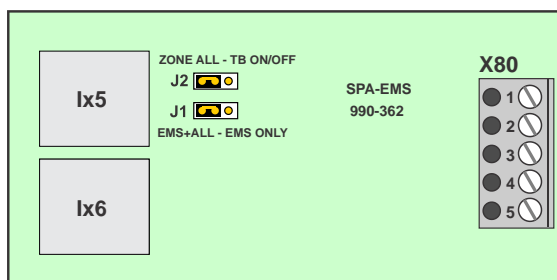 ZONE ALL - TB ON/OFF
J2
Ix5
J1
EMS+ALL - EMS ONLY
SPA-EMS
990-362
X80
1
2
3
4
5
Ix6